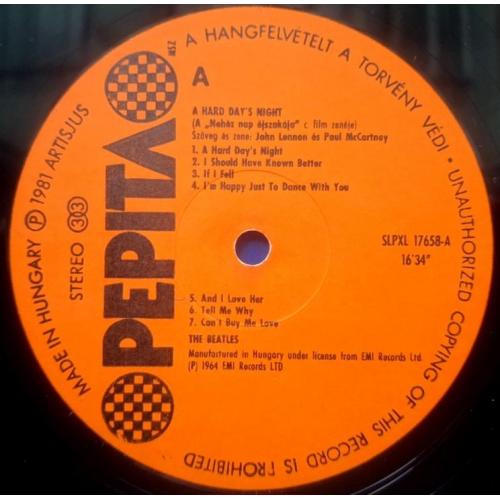 MADE IN HUNGARY Ⓟ 1981 ARTISJUS
A HANGFELVÉTELT A TÖRVÉNY VÉDI • UNAUTHORIZED COPYING OF THIS RECORD IS PROHIBITED
STEREO 33
PEPITA
NSZ
A
A HARD DAY'S NIGHT
(A „Nehéz nap éjszakája" c. film zenéje)
Szöveg és zene: John Lennon és Paul McCartney
1. A Hard Day's Night
2. I Should Have Known Better
3. If I Fell
4. I'm Happy Just To Dance With You
SLPXL 17658-A
16'34"
5. And I Love Her
6. Tell Me Why
7. Can't Buy Me Love
THE BEATLES
Manufactured in Hungary under license from EMI Records Ltd.
(P) 1964 EMI Records LTD